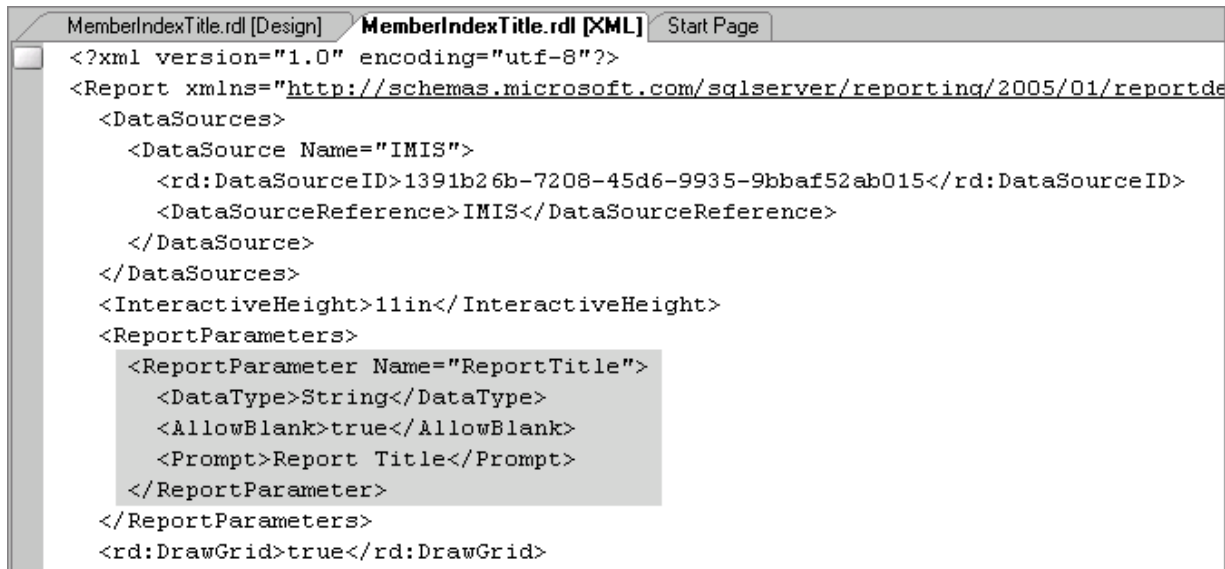 MemberIndexTitle.rdl [Design] MemberIndexTitle.rdl [XML] Start Page
<?xml version="1.0" encoding="utf-8"?>
<Report xmlns="http://schemas.microsoft.com/sqlserver/reporting/2005/01/reportde
<DataSources>
<DataSource Name="IMIS">
<rd:DataSourceID>1391b26b-7208-45d6-9935-9bbaf52ab015</rd:DataSourceID>
<DataSourceReference>IMIS</DataSourceReference>
</DataSource>
</DataSources>
<InteractiveHeight>11in</InteractiveHeight>
<ReportParameters>
<ReportParameter Name="ReportTitle">
<DataType>String</DataType>
<AllowBlank>true</AllowBlank>
<Prompt>Report Title</Prompt>
</ReportParameter>
</ReportParameters>
<rd:DrawGrid>true</rd:DrawGrid>